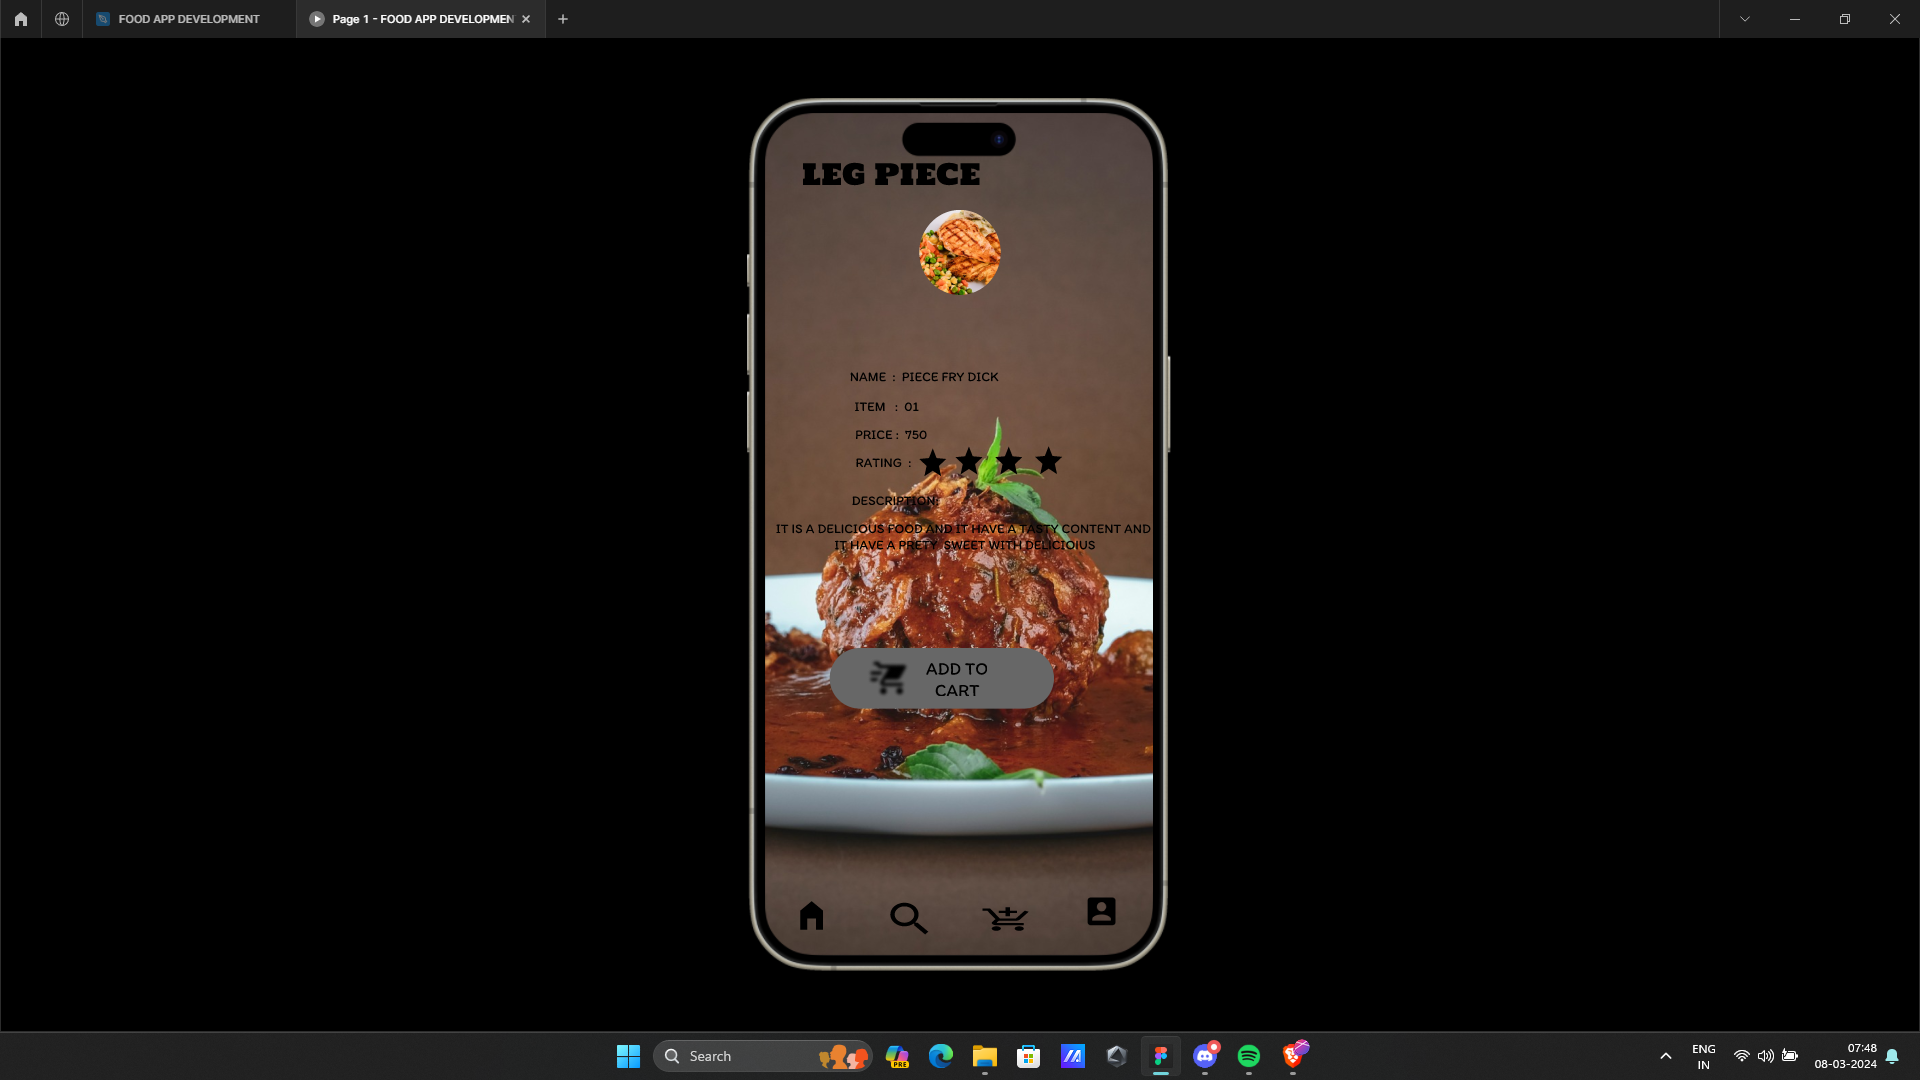 FOOD APP DEVELOPMENT
Page 1 - FOOD APP DEVELOPMEN
LEG PIECE
NAME : PIECE FRY DICK
ITEM : 01
PRICE : 750
RATING :
DESCRIPTION:
IT IS A DELICIOUS FOOD AND IT HAVE A TASTY CONTENT AND
IT HAVE A PRETY SWEET WITH DELICIOIUS
ADD TO
CART
Search
PRE
ENG
IN
07:48
08-03-2024